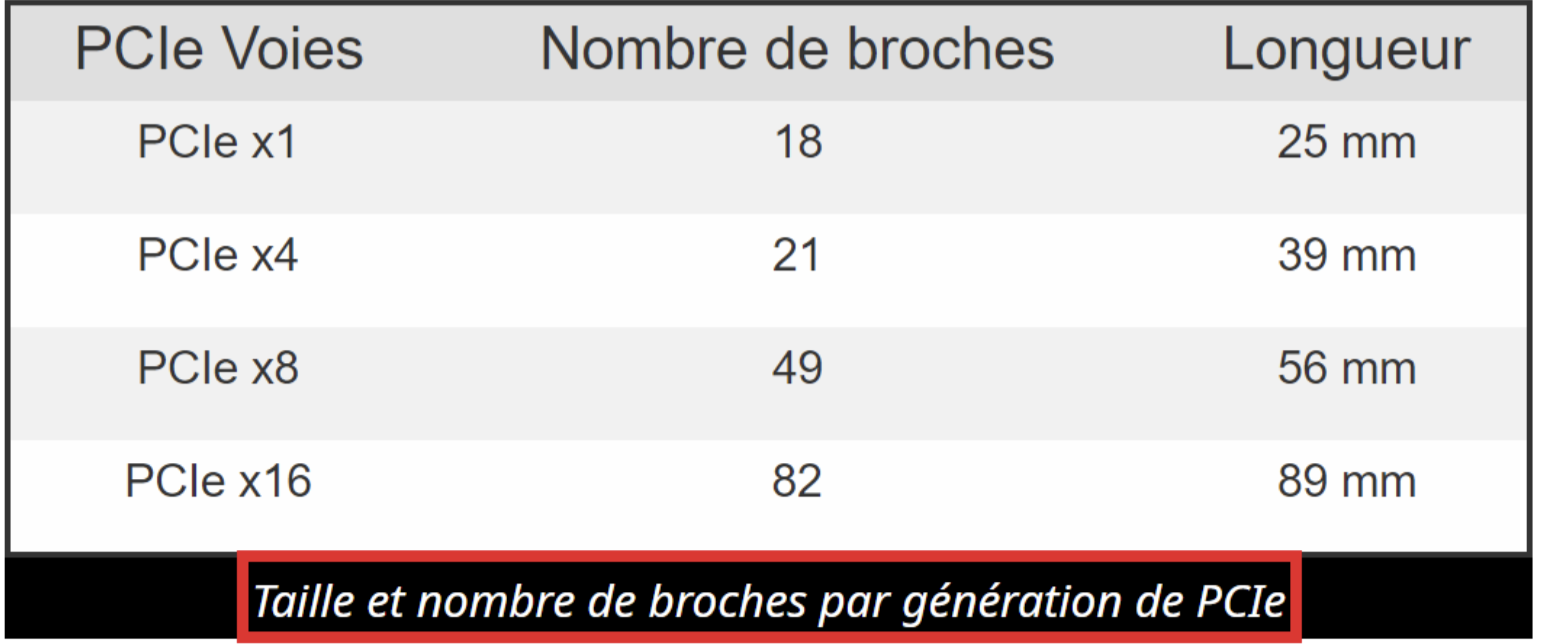 PCIe Voies Nombre de broches Longueur
PCIe x1 18 25 mm
PCIe x4 21 39 mm
PCIe x8 49 56 mm
PCIe x16 82 89 mm
Taille et nombre de broches par génération de PCIe